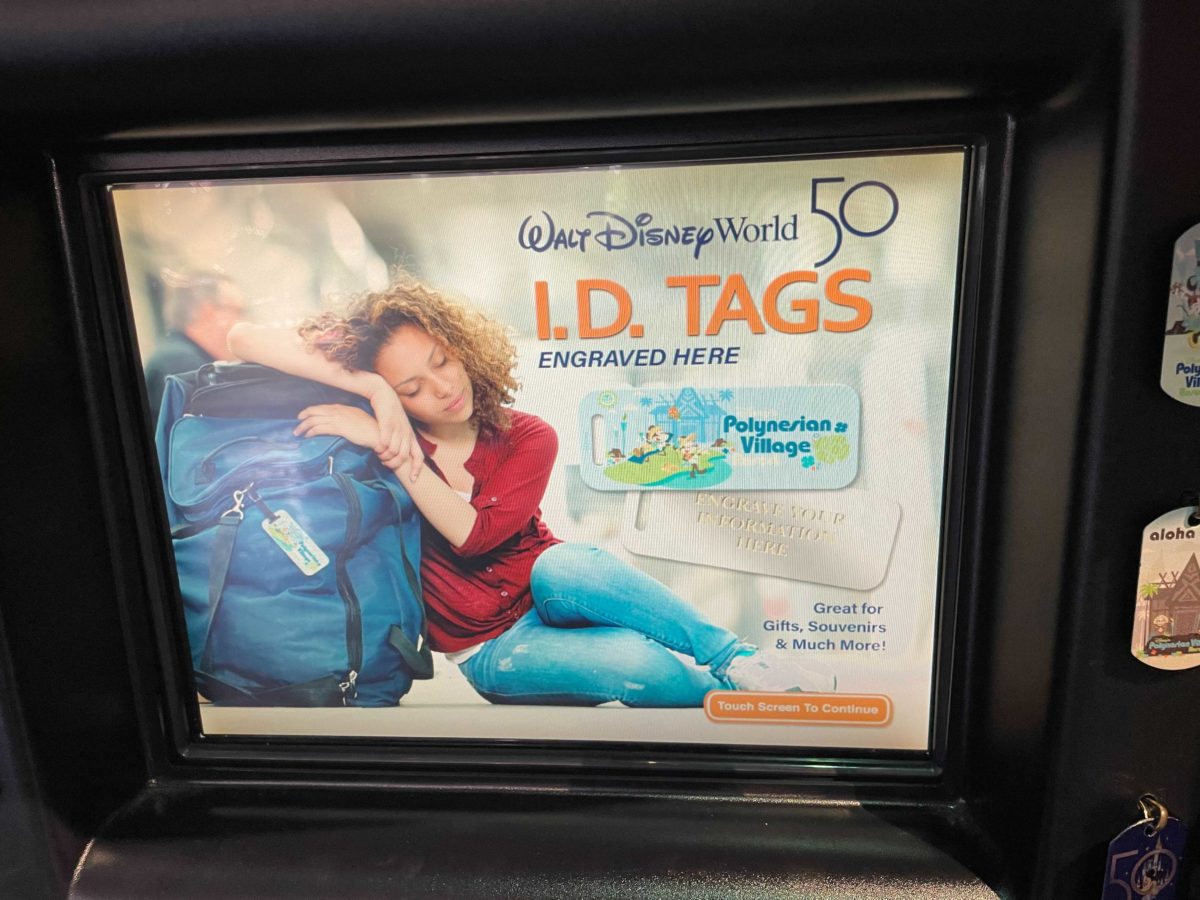 Walt Disney World 50
I.D. TAGS
ENGRAVED HERE
Polynesian
Village
ENGRAVE YOUR
INFORMATION
HERE
Great for
Gifts, Souvenirs
& Much More!
Touch Screen To Continue
aloha
50